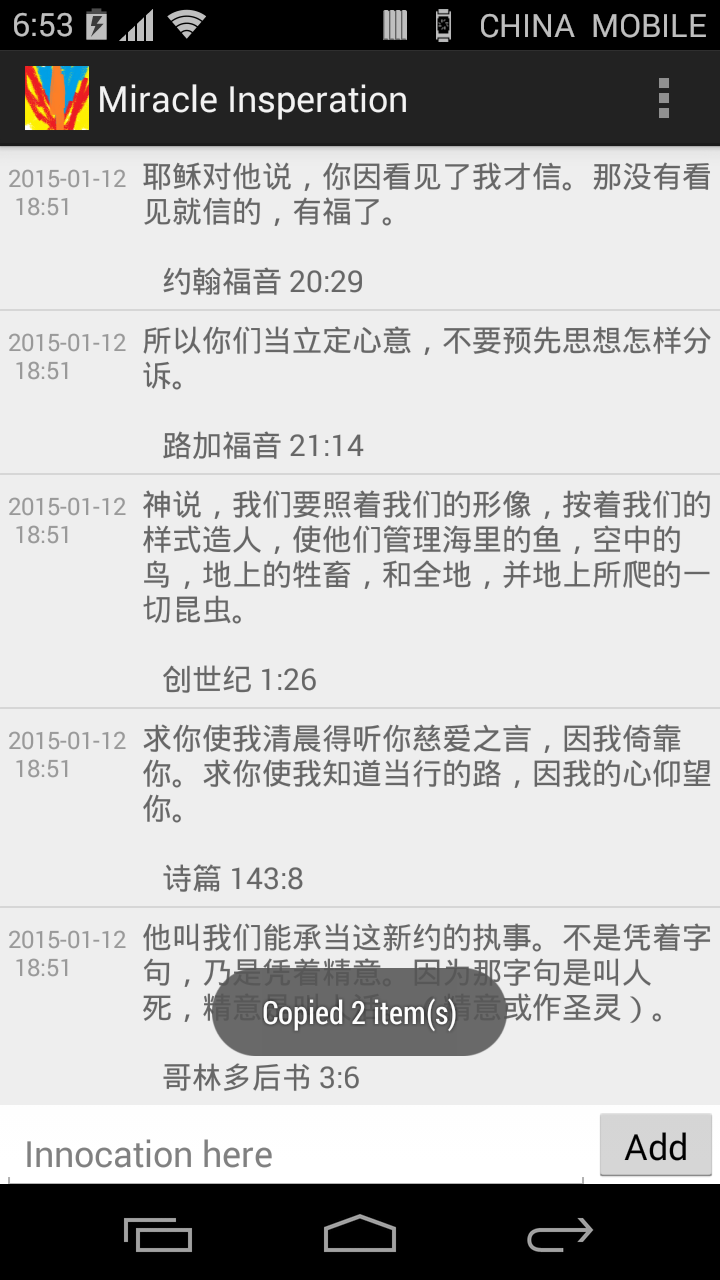 6:53 CHINA MOBILE
Miracle Insperation
2015-01-12
18:51
耶稣对他说，你因看见了我才信。那没有看
见就信的，有福了。
约翰福音 20:29
2015-01-12
18:51
所以你们当立定心意，不要预先思想怎样分
诉。
路加福音 21:14
2015-01-12
18:51
神说，我们要照着我们的形像，按着我们的
样式造人，使他们管理海里的鱼，空中的
鸟，地上的牲畜，和全地，并地上所爬的一
切昆虫。
创世纪 1:26
2015-01-12
18:51
求你使我清晨得听你慈爱之言，因我倚靠
你。求你使我知道当行的路，因我的心仰望
你。
诗篇 143:8
2015-01-12
18:51
他叫我们能承当这新约的执事。不是凭着字
句，乃是凭着精意。因为那字句是叫人
死，精意或作圣灵）。
Copied 2 item(s)
哥林多后书 3:6
Innocation here
Add